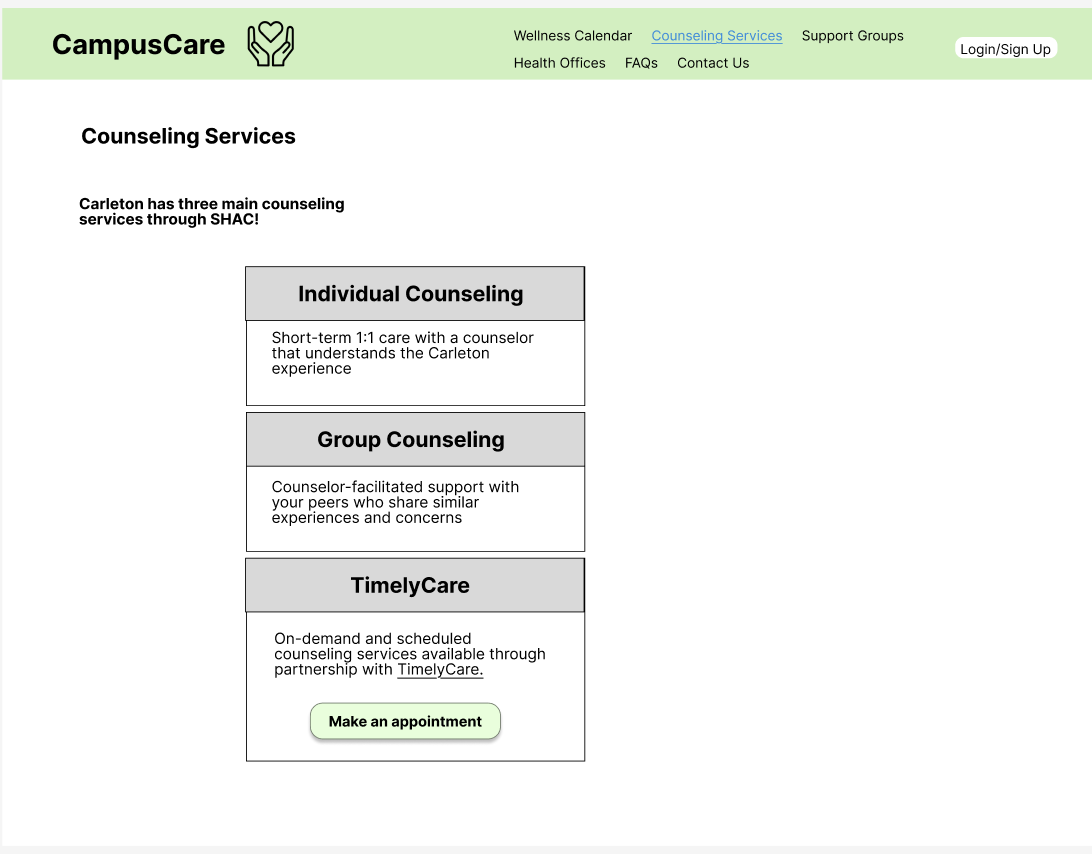 CampusCare
Wellness Calendar Counseling Services Support Groups
Health Offices FAQs Contact Us
Login/Sign Up
Counseling Services
Carleton has three main counseling
services through SHAC!
Individual Counseling
Short-term 1:1 care with a counselor
that understands the Carleton
experience
Group Counseling
Counselor-facilitated support with
your peers who share similar
experiences and concerns
TimelyCare
On-demand and scheduled
counseling services available through
partnership with TimelyCare.
Make an appointment